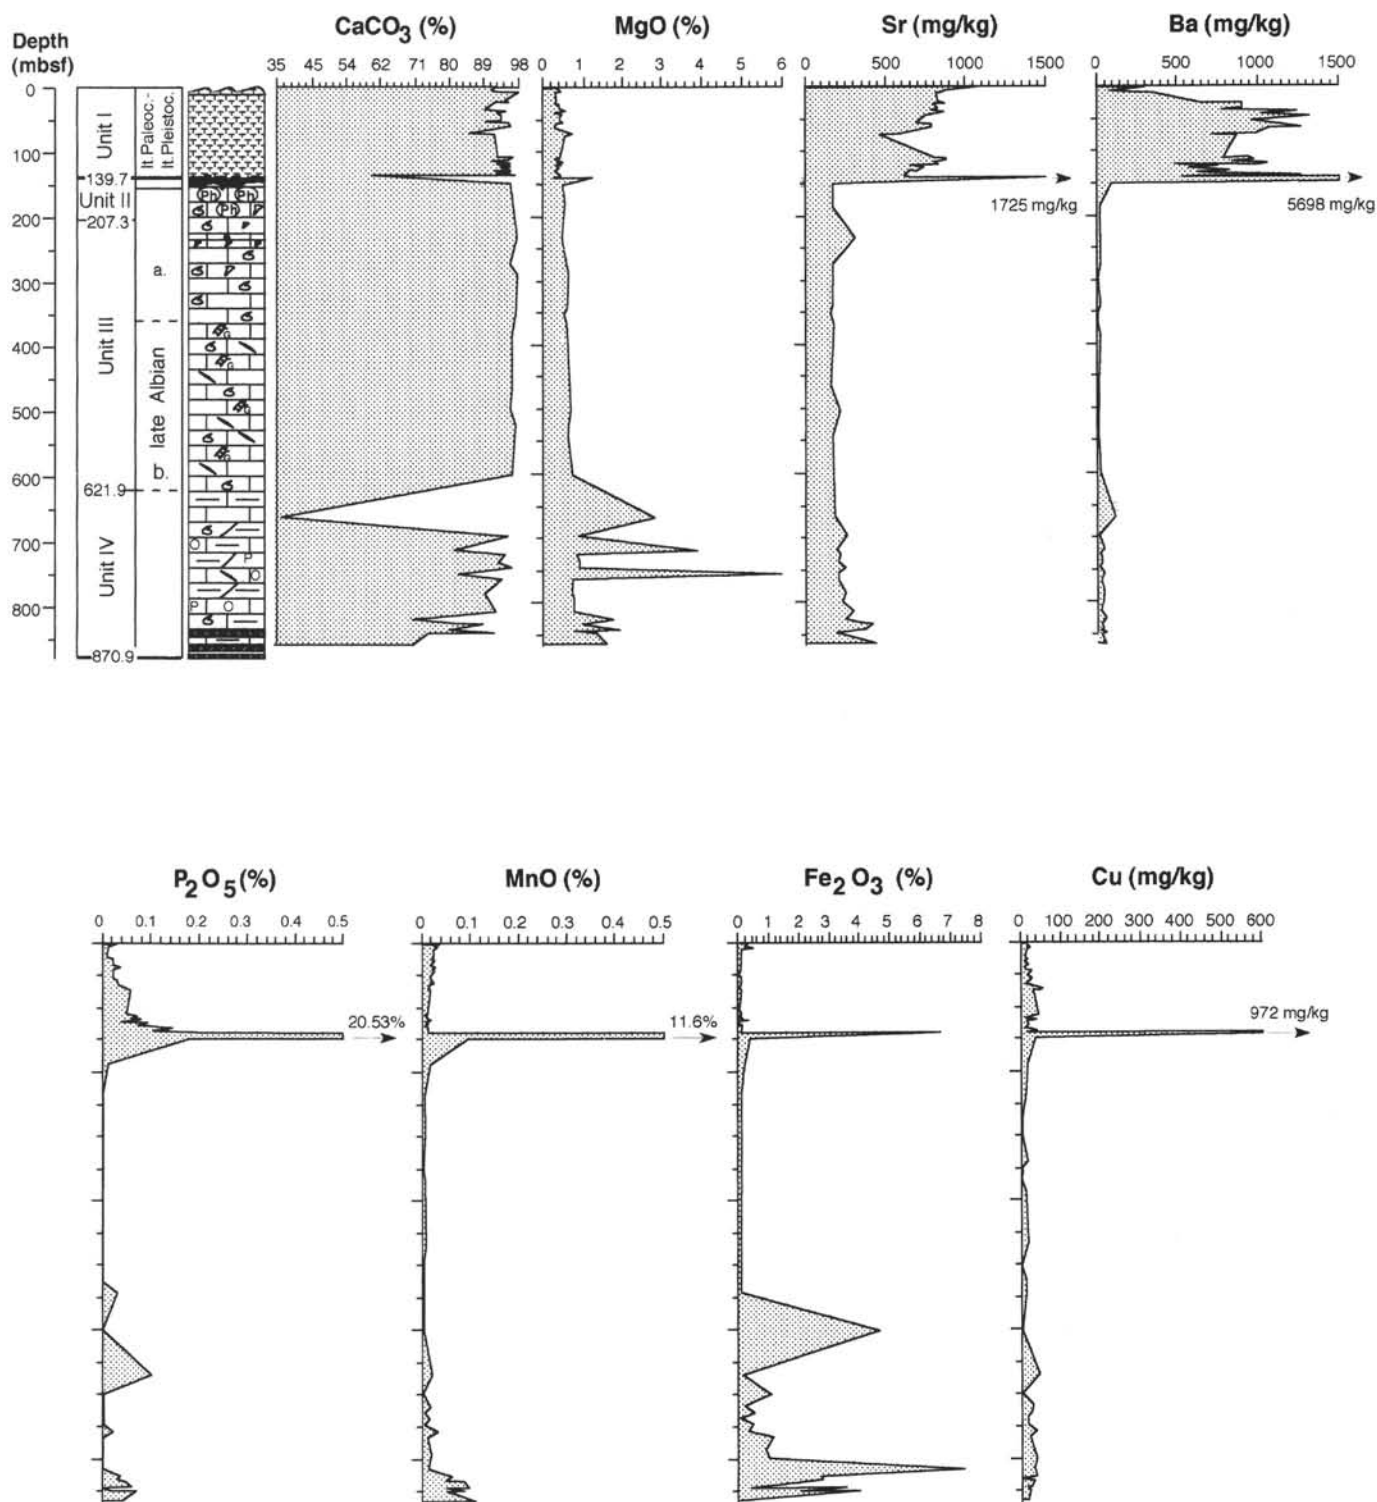 CaCO3 (%) MgO (%) Sr (mg/kg) Ba (mg/kg)
Depth
(mbsf)
35 45 54 62 71 80 89 98 0 1 2 3 4 5 6 0 500 1000 1500 0 500 1000 1500
0
100
200
300
400
500
600
700
800
Unit I
lt.Paleoc.-
lt.Pleistoc.
139.7
Unit II
207.3
a.
Unit III
late Albian
b.
621.9
Unit IV
870.9
Ph Ph
Ph
G
G
G
G
O P
O
P O
1725 mg/kg 5698 mg/kg
P2O5(%) MnO (%) Fe2O3 (%) Cu (mg/kg)
0 0.1 0.2 0.3 0.4 0.5 0 0.1 0.2 0.3 0.4 0.5 0 1 2 3 4 5 6 7 8 0 100 200 300 400 500 600
20.53% 11.6% 972 mg/kg